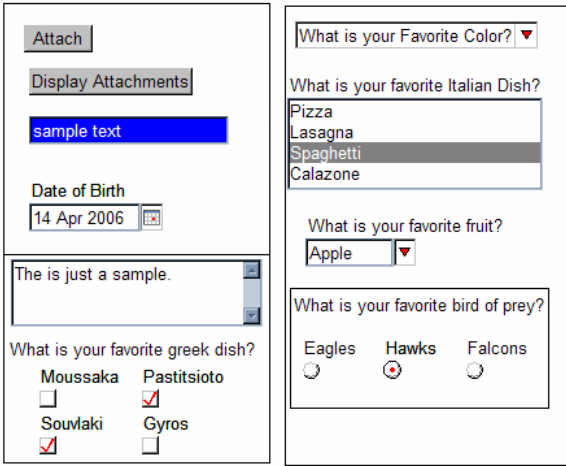 Attach
Display Attachments
sample text
Date of Birth
14 Apr 2006
The is just a sample.
What is your favorite greek dish?
Moussaka Pastitsioto
Souvlaki Gyros
What is your Favorite Color?
What is your favorite Italian Dish?
Pizza
Lasagna
Spaghetti
Calazone
What is your favorite fruit?
Apple
What is your favorite bird of prey?
Eagles Hawks Falcons